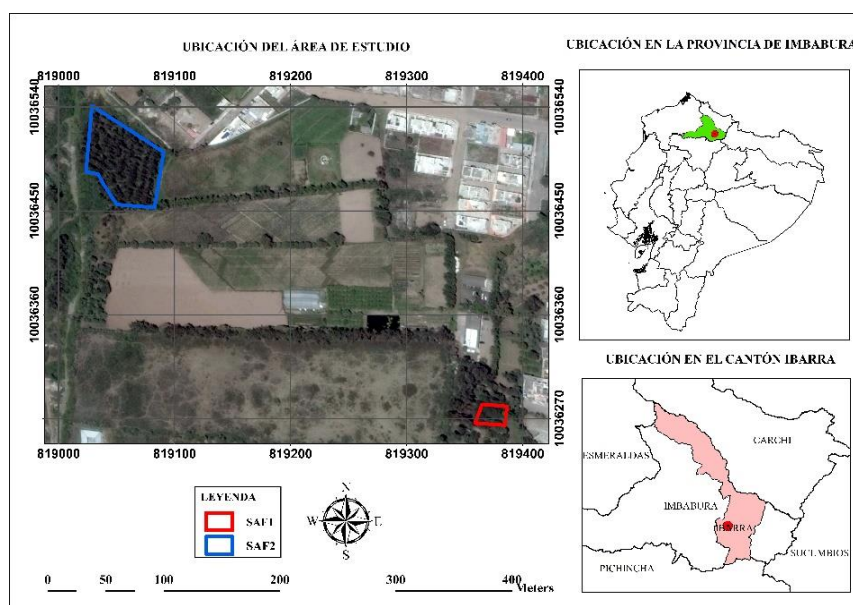 UBICACIÓN DEL ÁREA DE ESTUDIO
819000 819100 819200 819300 819400
10036540 10036540
10036450 10036450
10036360 10036360
10036270 10036270
819000 819100 819200 819300 819400
LEYENDA
SAF1
SAF2
N
W E
S
0 25 50 100 200 300 400
Meters
UBICACIÓN EN LA PROVINCIA DE IMBABURA
UBICACIÓN EN EL CANTÓN IBARRA
CARCHI
ESMERALDAS
IMBABURA
IBARRA
SUCUMBIOS
PICHINCHA